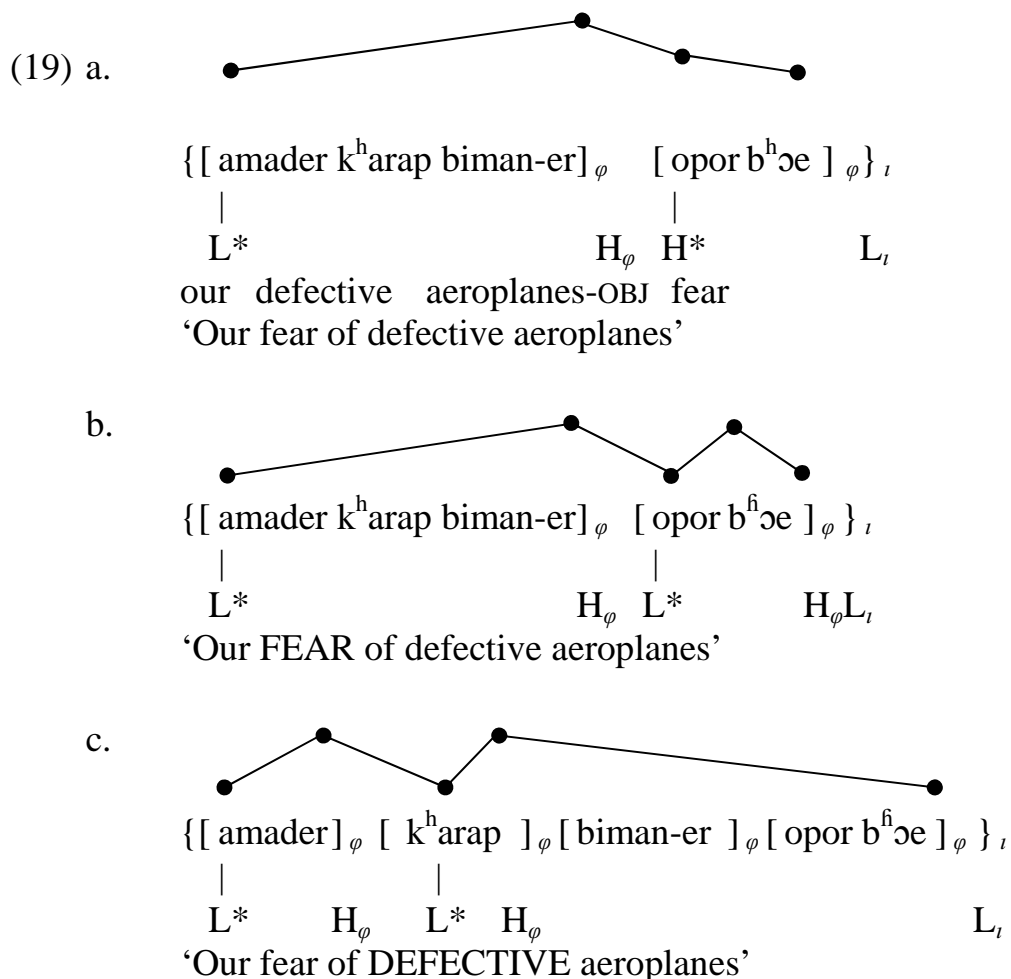 (19) a.
{[ amader kʰarap biman-er] φ [ opor bʰɔe ] φ} ι
| |
L* Hφ H* Lι
our defective aeroplanes-OBJ fear
‘Our fear of defective aeroplanes’
b.
{[ amader kʰarap biman-er] φ [ opor bʱɔe ] φ } ι
| |
L* Hφ L* HφLι
‘Our FEAR of defective aeroplanes’
c.
{[ amader] φ [ kʰarap ] φ [ biman-er ] φ [ opor bʱɔe ] φ } ι
| |
L* Hφ L* Hφ Lι
‘Our fear of DEFECTIVE aeroplanes’